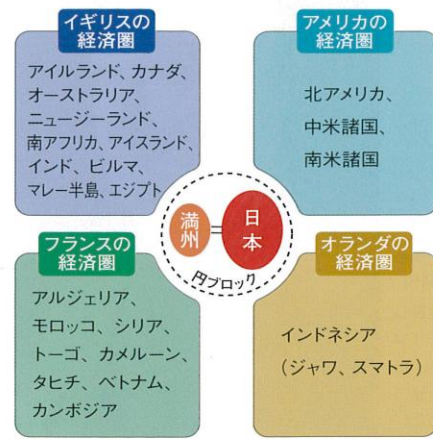 イギリスの
経済圏
アイルランド、カナダ、
オーストラリア、
ニュージーランド、
南アフリカ、アイスランド、
インド、ビルマ、
マレー半島、エジプト
アメリカの
経済圏
北アメリカ、
中米諸国、
南米諸国
満州
=
日本
円ブロック
フランスの
経済圏
アルジェリア、
モロッコ、シリア、
トーゴ、カメルーン、
タヒチ、ベトナム、
カンボジア
オランダの
経済圏
インドネシア
(ジャワ、スマトラ)